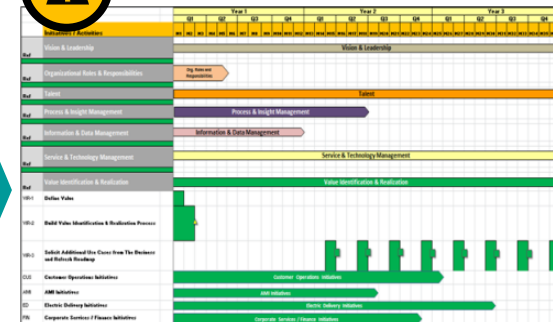 Year 1 Year 2 Year 3
Q1 Q2 Q3 Q4 Q1 Q2 Q3 Q4 Q1 Q2 Q3 Q4
Initiatives / Activities
Ref Vision & Leadership Vision & Leadership
Ref Organizational Roles & Responsibilities Org. Roles and
Responsibilities
Ref Talent Talent
Ref Process & Insight Management Process & Insight Management
Ref Information & Data Management Information & Data Management
Ref Service & Technology Management Service & Technology Management
Ref Value Identification & Realization Value Identification & Realization
VIR-1 Define Value
VIR-2 Build Value Identification & Realization Process
VIR-3 Solicit Additional Use Cases from The Business
and Refresh Roadmap
CU2 Customer Operations Initiatives Customer Operations Initiatives
AMI AMI Initiatives AMI Initiatives
ED Electric Delivery Initiatives Electric Delivery Initiatives
FIN Corporate Services / Finance Initiatives Corporate Services / Finance Initiatives